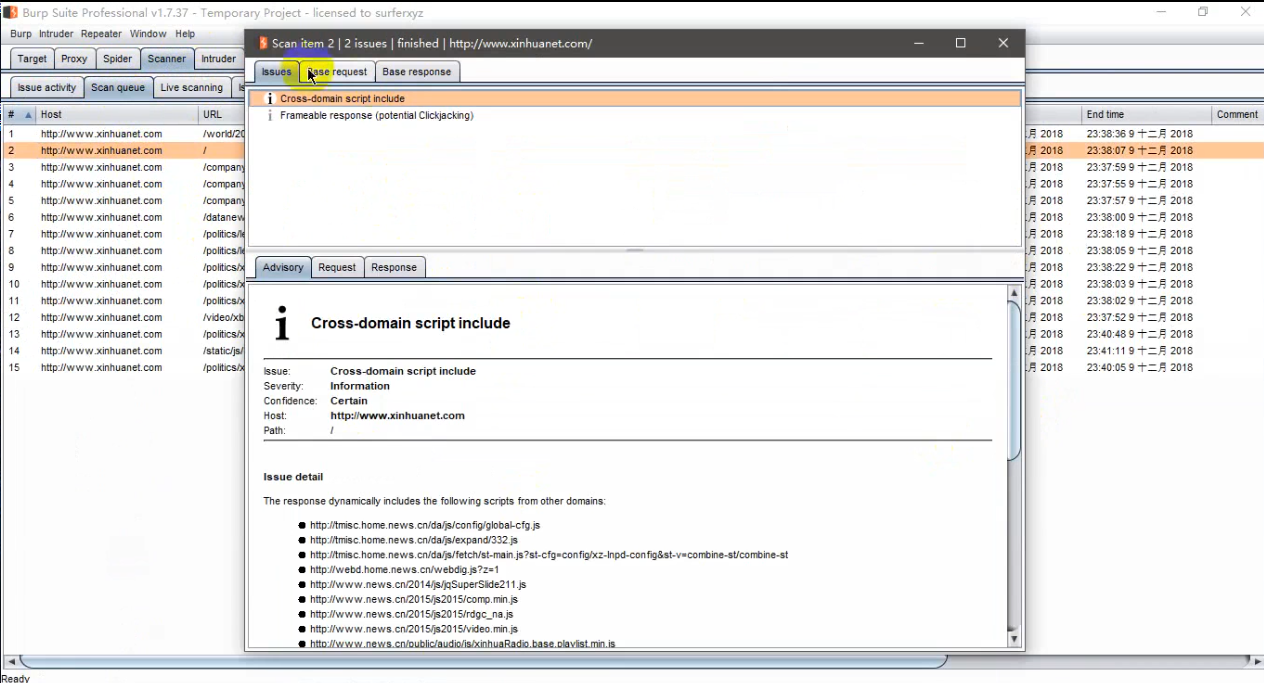 Burp Suite Professional v1.7.37 - Temporary Project - licensed to surferxyz
Burp Intruder Repeater Window Help
Target Proxy Spider Scanner Intruder
Issue activity Scan queue Live scanning
# Host URL
1 http://www.xinhuanet.com /world/20
2 http://www.xinhuanet.com /
3 http://www.xinhuanet.com /company
4 http://www.xinhuanet.com /company
5 http://www.xinhuanet.com /company
6 http://www.xinhuanet.com /datanew
7 http://www.xinhuanet.com /politics/le
8 http://www.xinhuanet.com /politics/le
9 http://www.xinhuanet.com /politics/x
10 http://www.xinhuanet.com /politics/x
11 http://www.xinhuanet.com /politics/x
12 http://www.xinhuanet.com /video/xb
13 http://www.xinhuanet.com /politics/x
14 http://www.xinhuanet.com /static/js/
15 http://www.xinhuanet.com /politics/x
Scan item 2 | 2 issues | finished | http://www.xinhuanet.com/
Issues Base request Base response
Cross-domain script include
Frameable response (potential Clickjacking)
Advisory Request Response
Cross-domain script include
Issue: Cross-domain script include
Severity: Information
Confidence: Certain
Host: http://www.xinhuanet.com
Path: /
Issue detail
The response dynamically includes the following scripts from other domains:
http://tmisc.home.news.cn/da/js/config/global-cfg.js
http://tmisc.home.news.cn/da/js/expand/332.js
http://tmisc.home.news.cn/da/js/fetch/st-main.js?st-cfg=config/xz-lnpd-config&st-v=combine-st/combine-st
http://webd.home.news.cn/webdig.js?z=1
http://www.news.cn/2014/js/jqSuperSlide211.js
http://www.news.cn/2015/js2015/comp.min.js
http://www.news.cn/2015/js2015/rdgc_na.js
http://www.news.cn/2015/js2015/video.min.js
http://www.news.cn/public/audio/js/xinhuaRadio.base.playlist.min.js
End time Comment
月 2018 23:38:36 9 十二月 2018
月 2018 23:38:07 9 十二月 2018
月 2018 23:37:59 9 十二月 2018
月 2018 23:37:55 9 十二月 2018
月 2018 23:37:57 9 十二月 2018
月 2018 23:38:00 9 十二月 2018
月 2018 23:38:18 9 十二月 2018
月 2018 23:38:05 9 十二月 2018
月 2018 23:38:22 9 十二月 2018
月 2018 23:38:03 9 十二月 2018
月 2018 23:38:02 9 十二月 2018
月 2018 23:37:52 9 十二月 2018
月 2018 23:40:48 9 十二月 2018
月 2018 23:41:11 9 十二月 2018
月 2018 23:40:05 9 十二月 2018
Ready